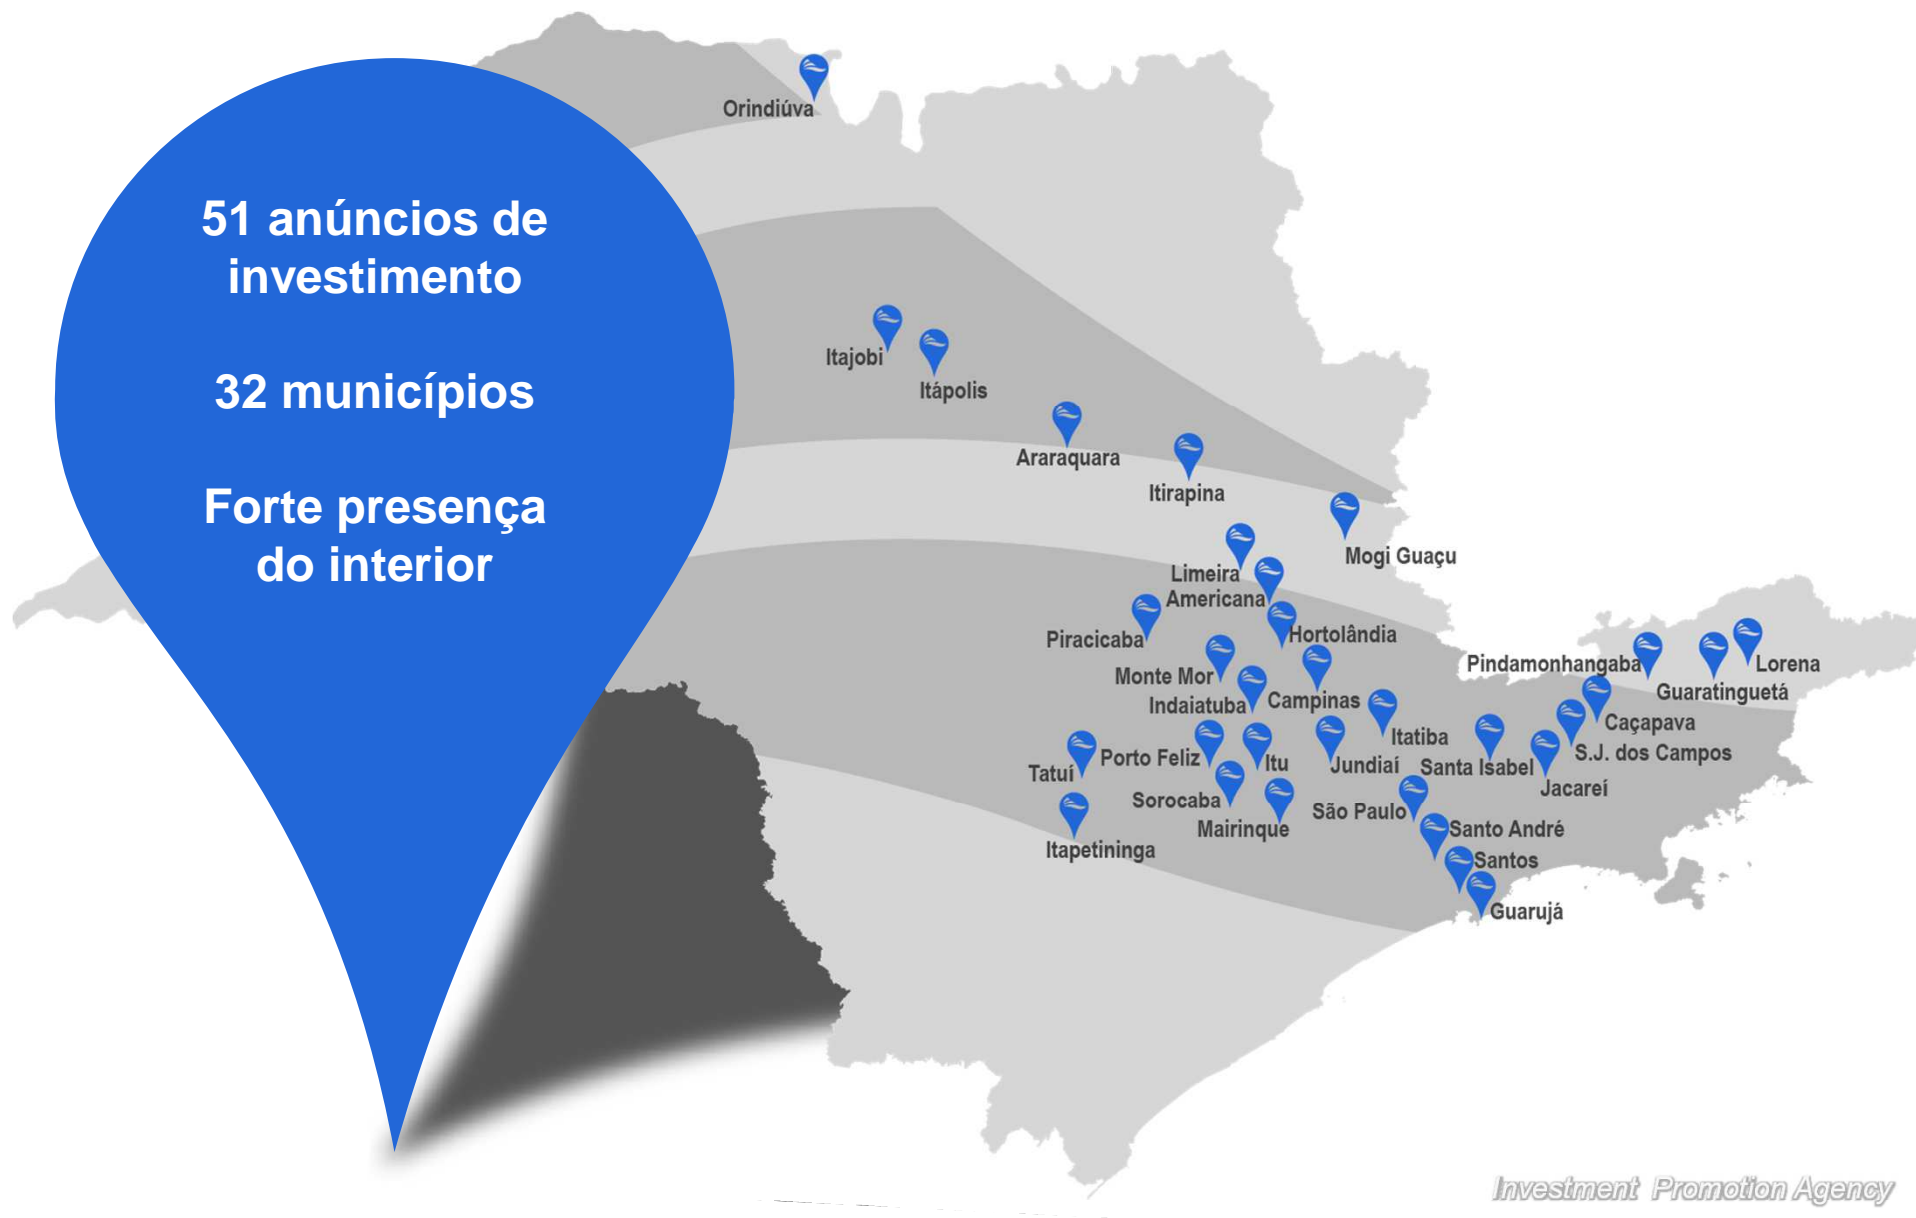 51 anúncios de
investimento
32 municípios
Forte presença
do interior
Orindiúva
Itajobi
Itápolis
Araraquara
Itirapina
Mogi Guaçu
Limeira
Americana
Piracicaba
Hortolândia
Monte Mor
Indaiatuba
Campinas
Itatiba
Pindamonhangaba
Lorena
Guaratinguetá
Caçapava
S.J. dos Campos
Jacareí
Santa Isabel
Tatuí
Porto Feliz
Itu
Jundiaí
Sorocaba
Mairinque
São Paulo
Santo André
Santos
Guarujá
Itapetininga
Investment Promotion Agency